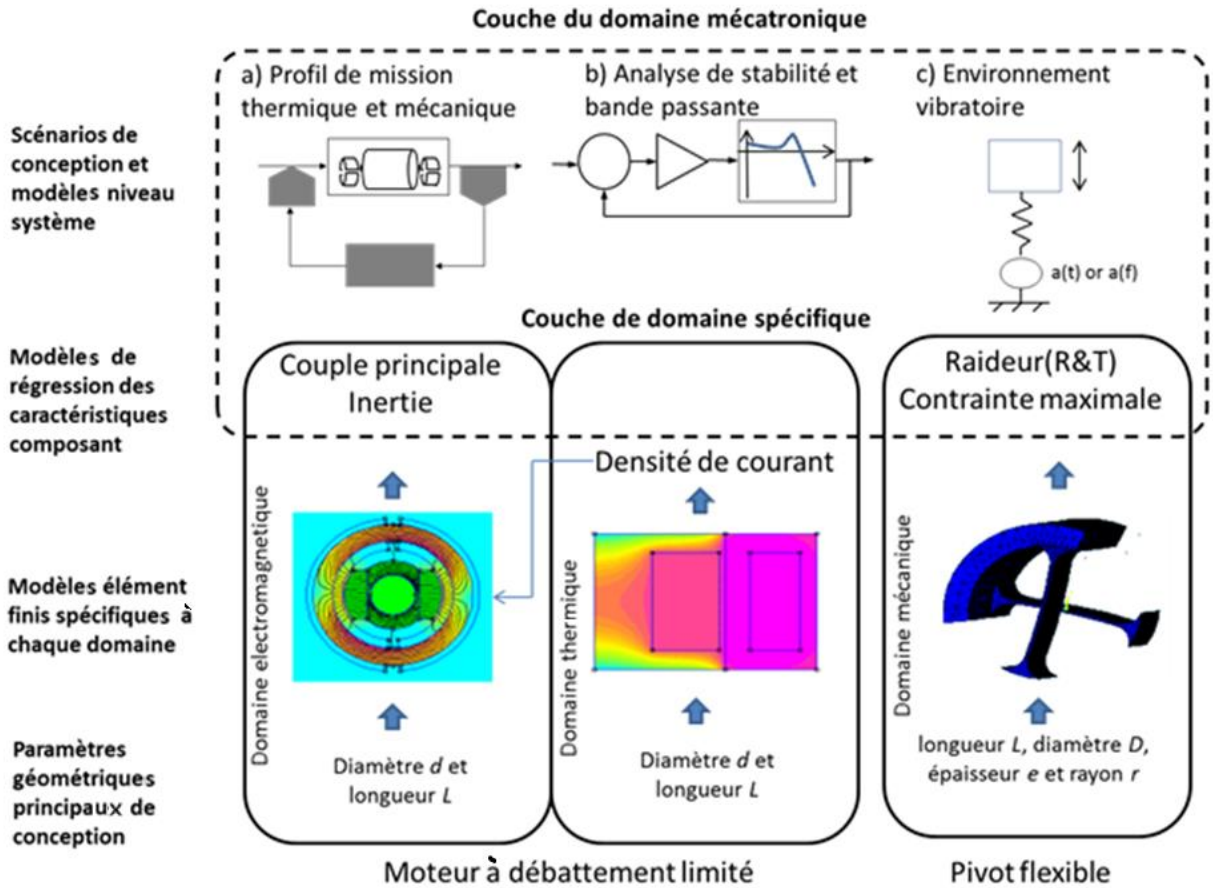 Couche du domaine mécatronique
Scénarios de
conception et
modèles niveau
système
a) Profil de mission
thermique et mécanique
b) Analyse de stabilité et
bande passante
c) Environnement
vibratoire
a(t) or a(f)
Couche de domaine spécifique
Modèles de
régression des
caractéristiques
composant
Couple principale
Inertie
Raideur(R&T)
Contrainte maximale
Densité de courant
Modèles élément
finis spécifiques à
chaque domaine
Domaine electromagnetique
Domaine thermique
Domaine mécanique
Paramètres
géométriques
principaux de
conception
Diamètre d et
longueur L
Diamètre d et
longueur L
longueur L, diamètre D,
épaisseur e et rayon r
Moteur à débattement limité
Pivot flexible